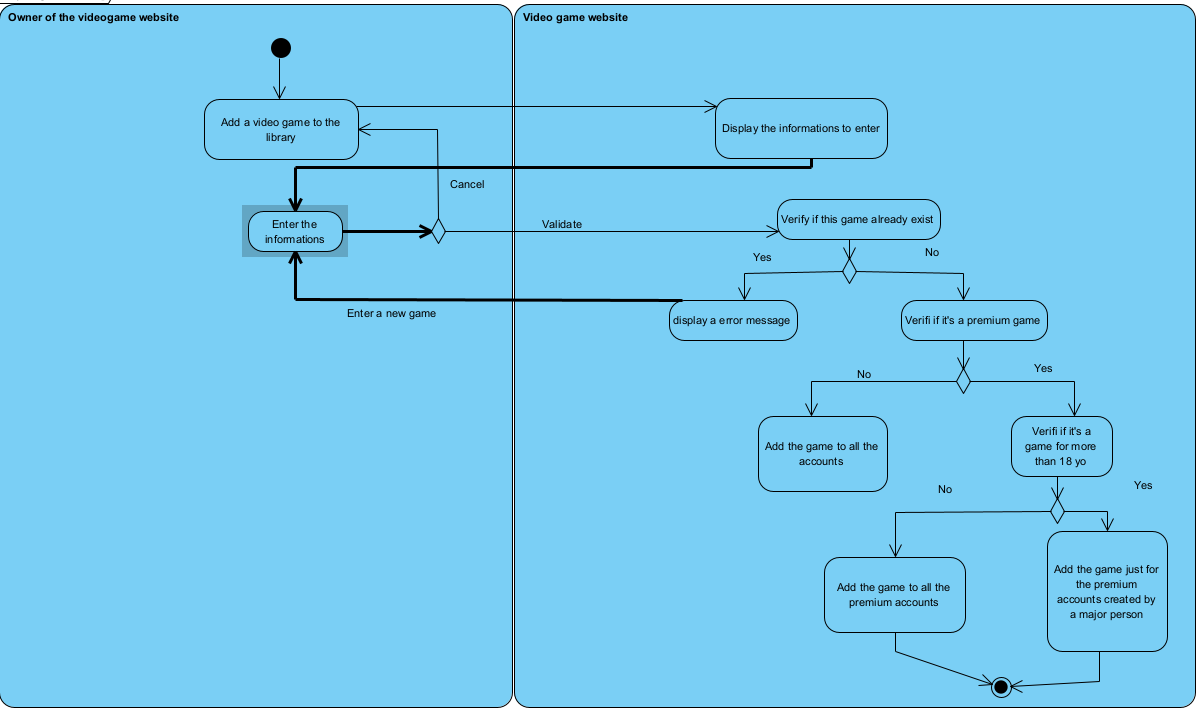 Owner of the videogame website
Video game website
Add a video game to the
library
Display the informations to enter
Cancel
Enter the
informations
Validate
Verify if this game already exist
Yes
No
Enter a new game
display a error message
Verifi if it's a premium game
No
Yes
Add the game to all the
accounts
Verifi if it's a
game for more
than 18 yo
No
Yes
Add the game to all the
premium accounts
Add the game just for
the premium
accounts created by
a major person